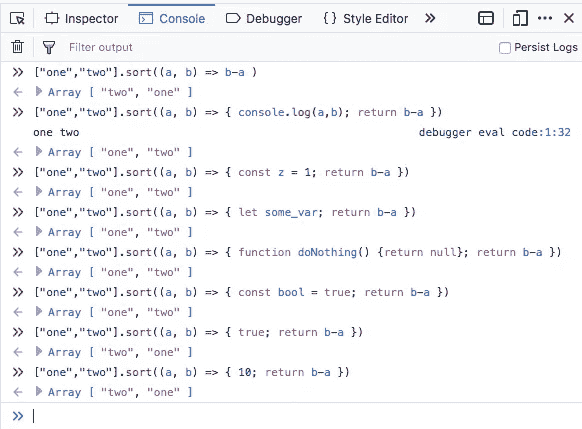 Inspector Console Debugger {} Style Editor
Filter output Persist Logs
["one","two"].sort((a, b) => b-a )
Array [ "two", "one" ]
["one","two"].sort((a, b) => { console.log(a,b); return b-a })
one two debugger eval code:1:32
Array [ "one", "two" ]
["one","two"].sort((a, b) => { const z = 1; return b-a })
Array [ "one", "two" ]
["one","two"].sort((a, b) => { let some_var; return b-a })
Array [ "one", "two" ]
["one","two"].sort((a, b) => { function doNothing() {return null}; return b-a })
Array [ "one", "two" ]
["one","two"].sort((a, b) => { const bool = true; return b-a })
Array [ "one", "two" ]
["one","two"].sort((a, b) => { true; return b-a })
Array [ "two", "one" ]
["one","two"].sort((a, b) => { 10; return b-a })
Array [ "two", "one" ]